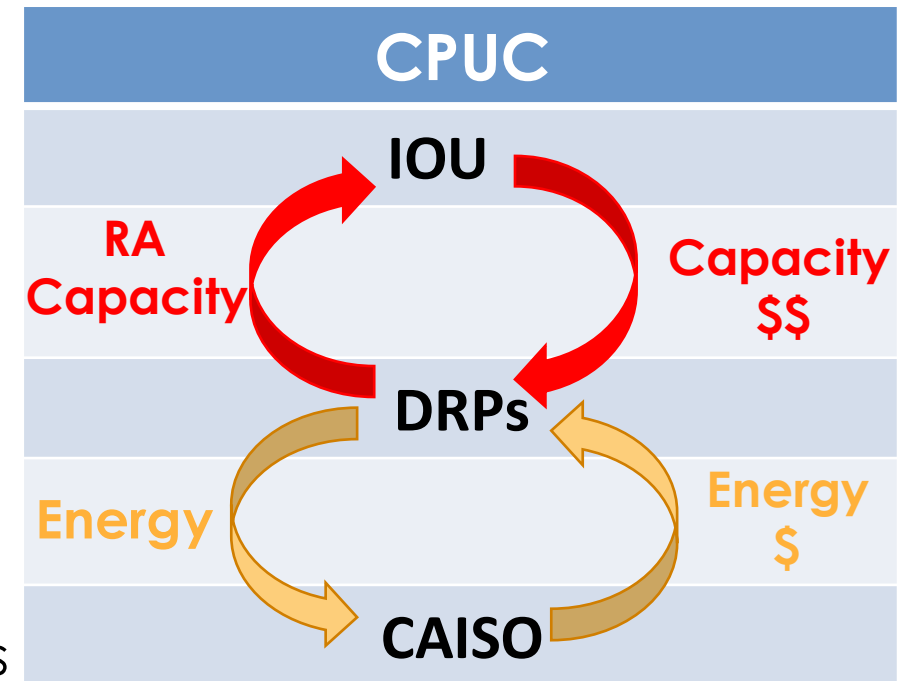 CPUC
IOU
RA
Capacity
Capacity
$$
DRPs
Energy
Energy
$
CAISO
s